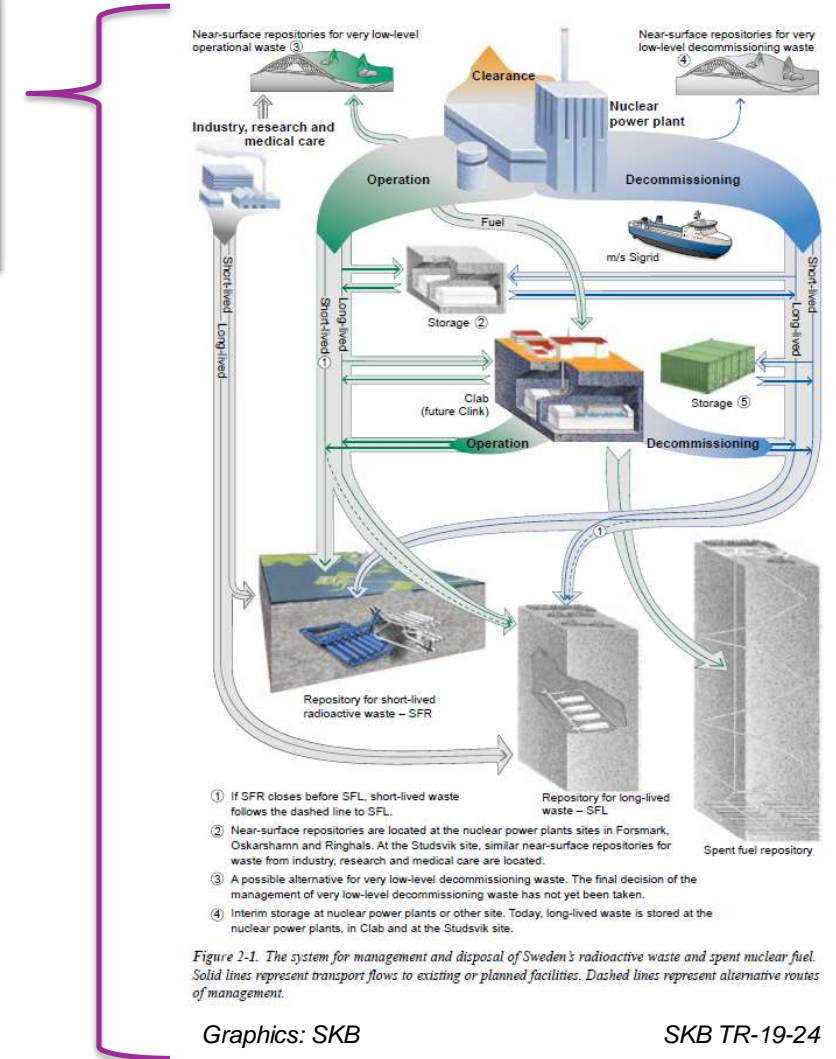 Near-surface repositories for very low-level
operational waste ③
Near-surface repositories for very
low-level decommissioning waste
④
Clearance
Nuclear
power plant
Industry, research and
medical care
Operation
Decommissioning
Fuel
m/s Sigrid
Short-lived
Long-lived
Short-lived ①
Long-lived
Storage ②
Long-lived
Short-lived
Clab
(future Clink)
Storage ⑤
Operation
Decommissioning
①
Repository for short-lived
radioactive waste – SFR
Repository for long-lived
waste – SFL
Spent fuel repository
① If SFR closes before SFL, short-lived waste
follows the dashed line to SFL.
② Near-surface repositories are located at the nuclear power plants sites in Forsmark,
Oskarshamn and Ringhals. At the Studsvik site, similar near-surface repositories for
waste from industry, research and medical care are located.
③ A possible alternative for very low-level decommissioning waste. The final decision of the
management of very low-level decommissioning waste has not yet been taken.
④ Interim storage at nuclear power plants or other site. Today, long-lived waste is stored at the
nuclear power plants, in Clab and at the Studsvik site.
Figure 2-1. The system for management and disposal of Sweden's radioactive waste and spent nuclear fuel.
Solid lines represent transport flows to existing or planned facilities. Dashed lines represent alternative routes
of management.
Graphics: SKB
SKB TR-19-24